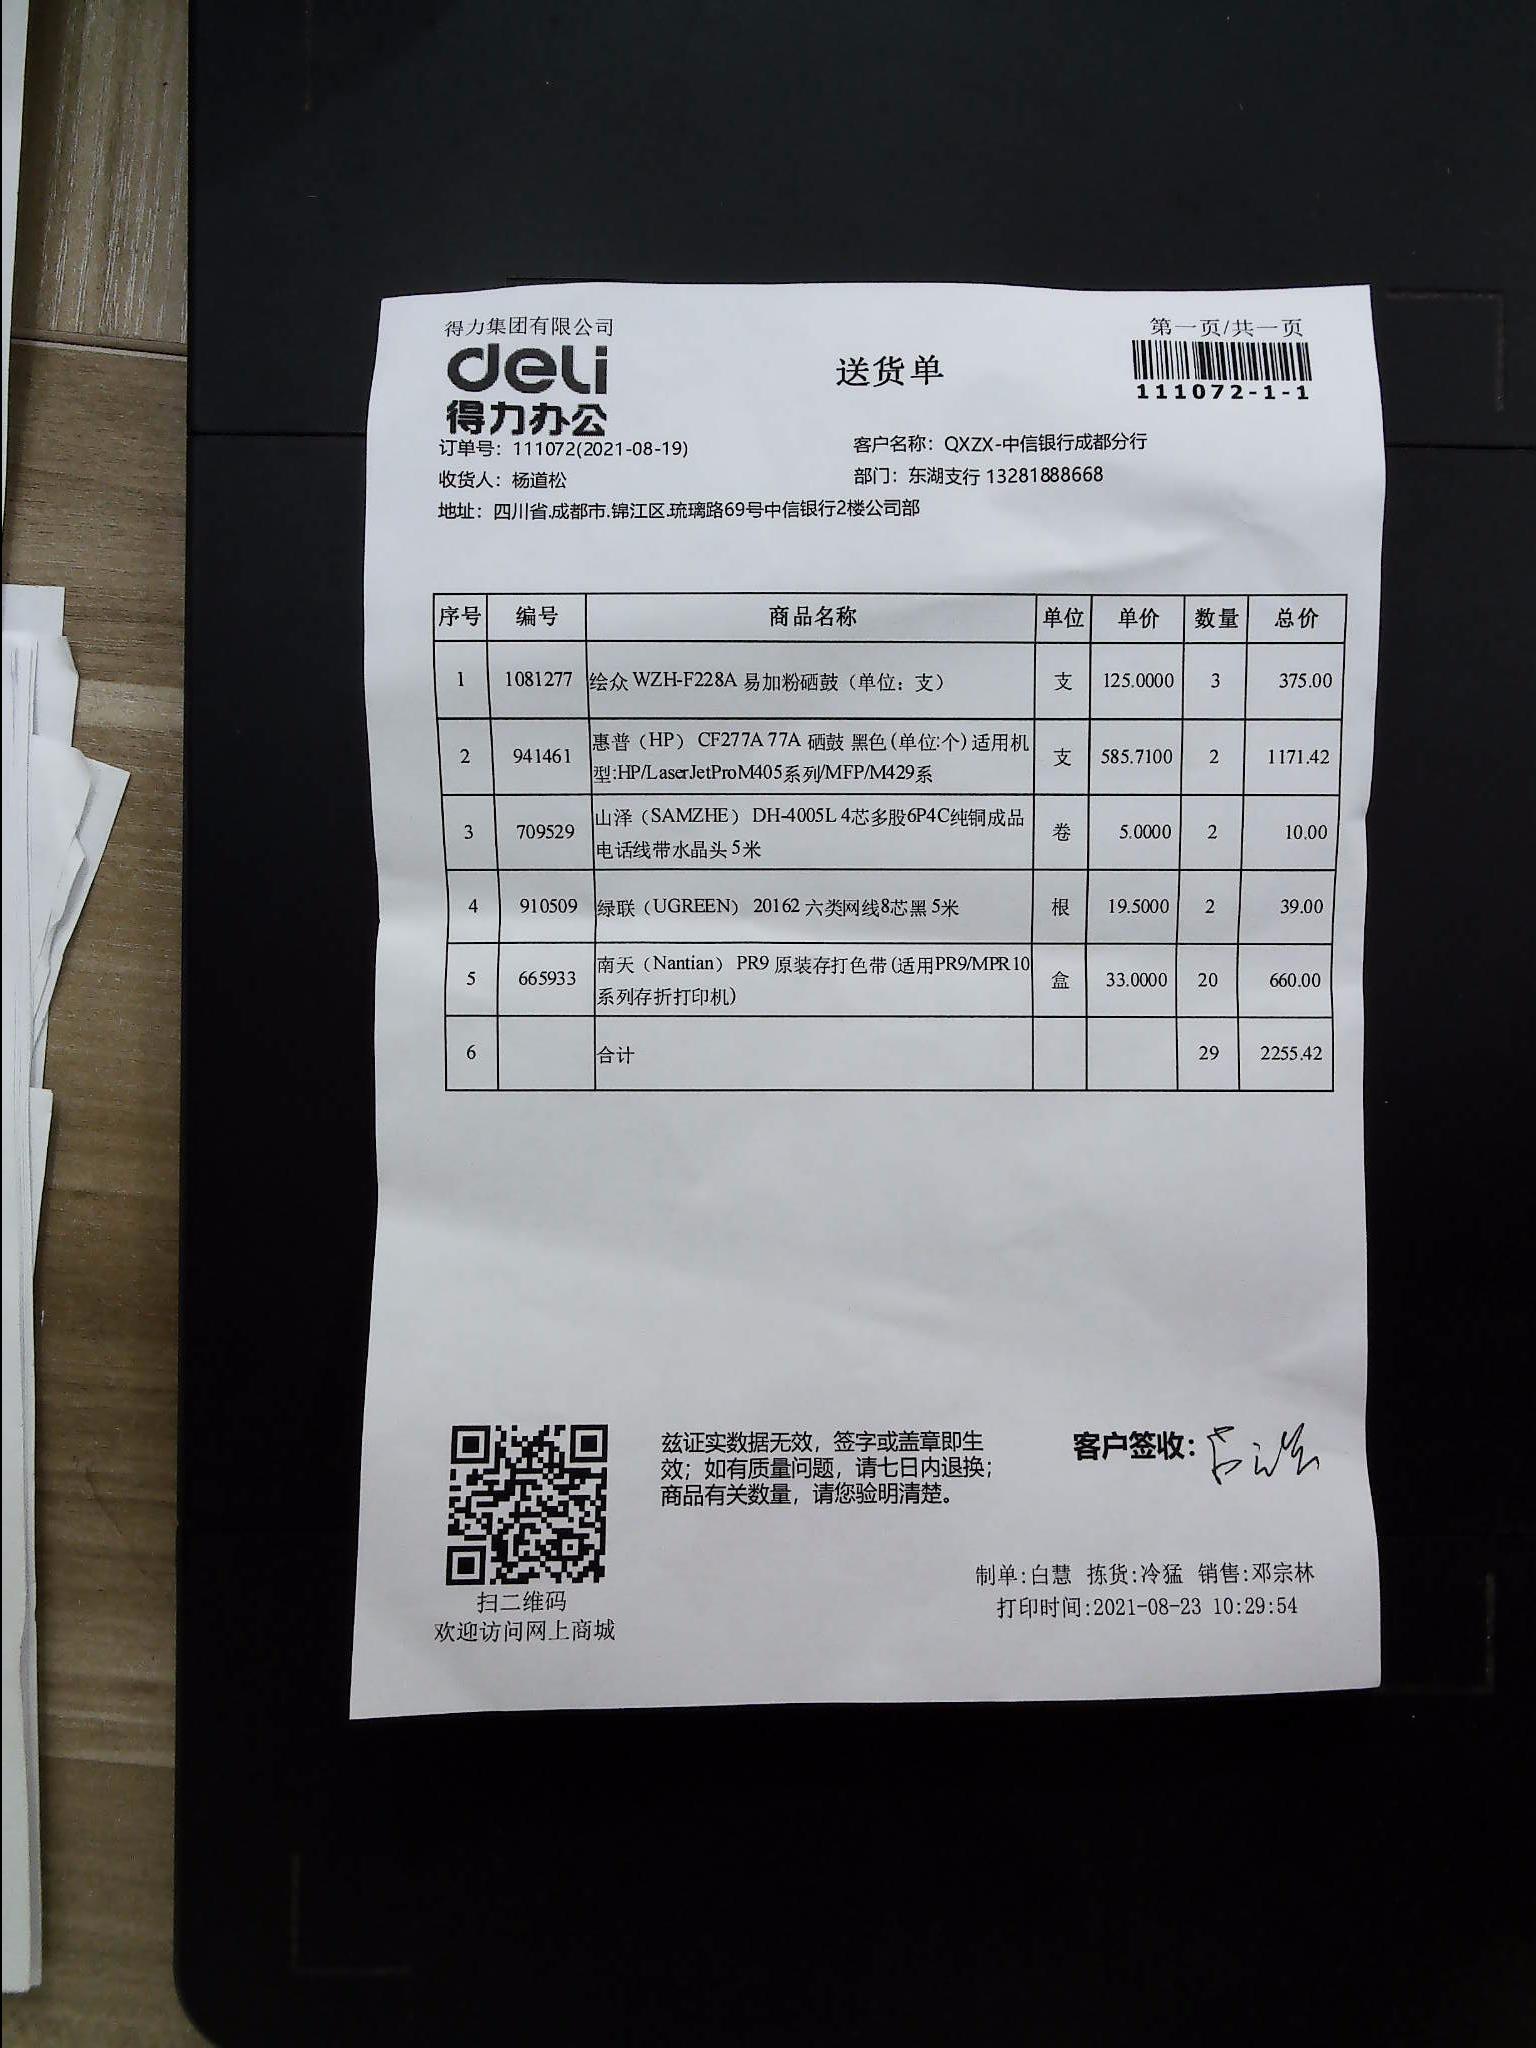 得力集团有限公司
第一页/共一页
deli
送货单
111072-1-1
得力办公
订单号：111072(2021-08-19)
客户名称：QXZX-中信银行成都分行
收货人：杨道松
部门：东湖支行 13281888668
地址：四川省.成都市.锦江区.琉璃路69号中信银行2楼公司部
序号 编号 商品名称 单位 单价 数量 总价
1 1081277 绘众 WZH-F228A 易加粉硒鼓（单位：支） 支 125.0000 3 375.00
2 941461 惠普（HP） CF277A 77A 硒鼓 黑色(单位:个)适用机
型:HP/LaserJetProM405系列/MFP/M429系 支 585.7100 2 1171.42
3 709529 山泽（SAMZHE） DH-4005L 4芯多股6P4C纯铜成品
电话线带水晶头 5米 卷 5.0000 2 10.00
4 910509 绿联（UGREEN） 20162 六类网线8芯黑 5米 根 19.5000 2 39.00
5 665933 南天（Nantian） PR9 原装存打色带(适用PR9/MPR10
系列存折打印机) 盒 33.0000 20 660.00
6 合计 29 2255.42
兹证实数据无效，签字或盖章即生
效；如有质量问题，请七日内退换；
商品有关数量，请您验明清楚。
客户签收：
扫二维码
欢迎访问网上商城
制单:白慧 拣货:冷猛 销售:邓宗林
打印时间:2021-08-23 10:29:54